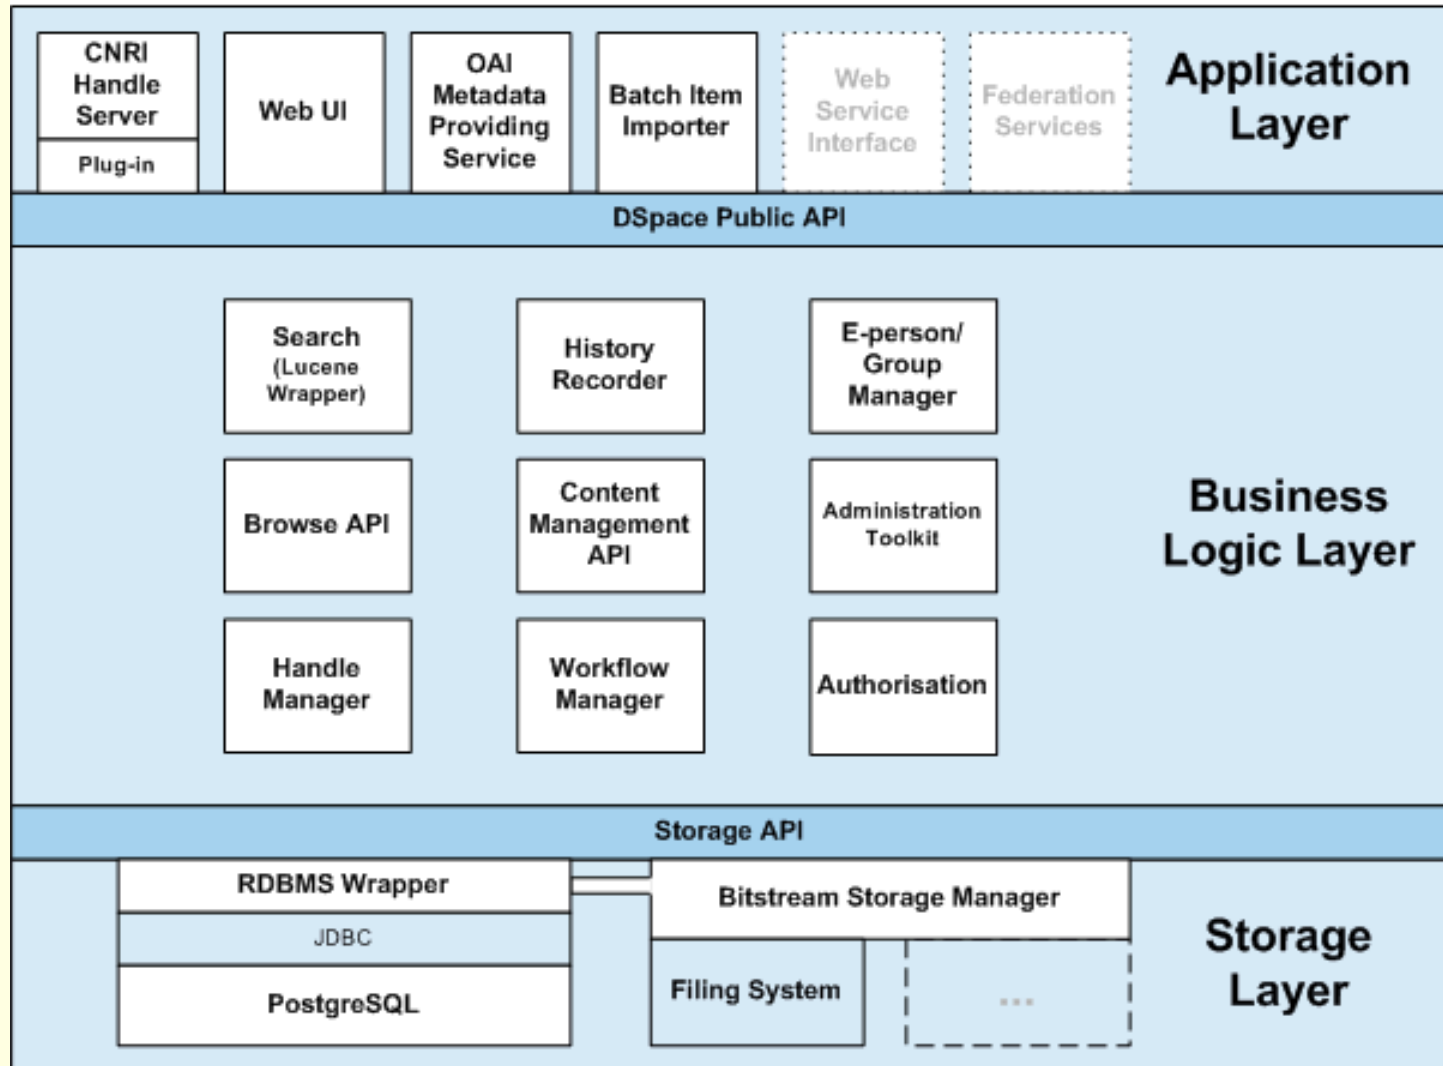 CNRI
Handle
Server
Plug-in
Web UI
OAI
Metadata
Providing
Service
Batch Item
Importer
Web
Service
Interface
Federation
Services
Application
Layer
DSpace Public API
Search
(Lucene
Wrapper)
History
Recorder
E-person/
Group
Manager
Browse API
Content
Management
API
Administration
Toolkit
Business
Logic Layer
Handle
Manager
Workflow
Manager
Authorisation
Storage API
RDBMS Wrapper
JDBC
PostgreSQL
Bitstream Storage Manager
Filing System
...
Storage
Layer